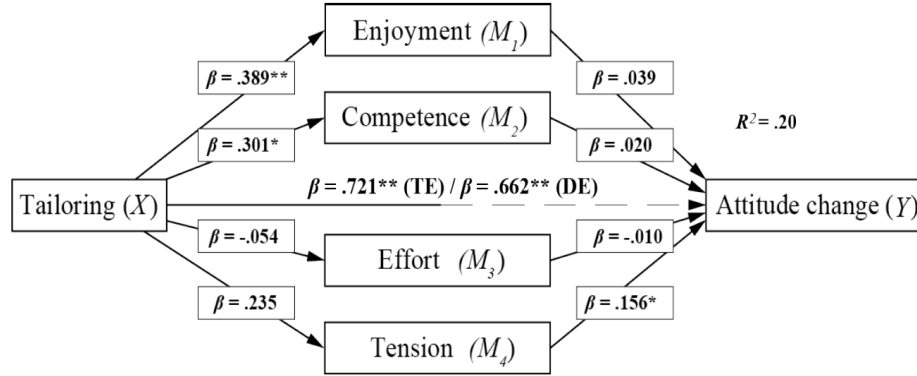 Enjoyment (M1)
β = .389**
β = .039
Competence (M2)
R2 = .20
β = .301*
β = .020
β = .721** (TE) / β = .662** (DE)
Tailoring (X)
Attitude change (Y)
β = -.054
β = -.010
Effort (M3)
β = .235
β = .156*
Tension (M4)